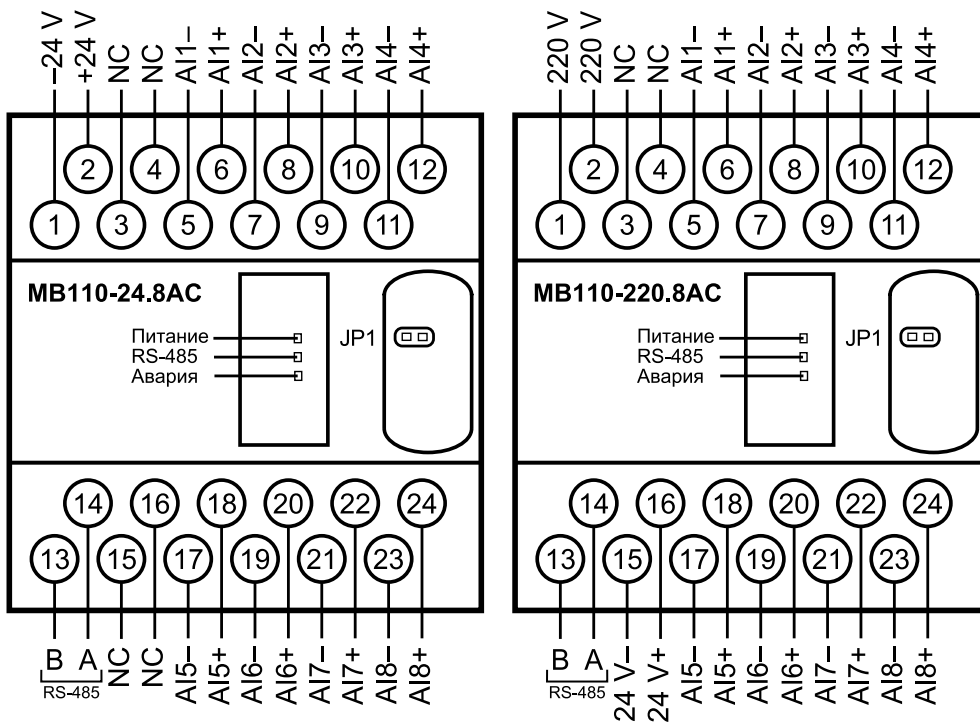 –24 V
+24 V
NC
NC
AI1–
AI1+
AI2–
AI2+
AI3–
AI3+
AI4–
AI4+
2
4
6
8
10
12
1
3
5
7
9
11
МВ110-24.8АС
Питание
RS-485
Авария
JP1
14
16
18
20
22
24
13
15
17
19
21
23
B
A
RS-485
NC
NC
AI5–
AI5+
AI6–
AI6+
AI7–
AI7+
AI8–
AI8+
220 V
220 V
NC
NC
AI1–
AI1+
AI2–
AI2+
AI3–
AI3+
AI4–
AI4+
2
4
6
8
10
12
1
3
5
7
9
11
МВ110-220.8АС
Питание
RS-485
Авария
JP1
14
16
18
20
22
24
13
15
17
19
21
23
B
A
RS-485
24 V–
24 V+
AI5–
AI5+
AI6–
AI6+
AI7–
AI7+
AI8–
AI8+